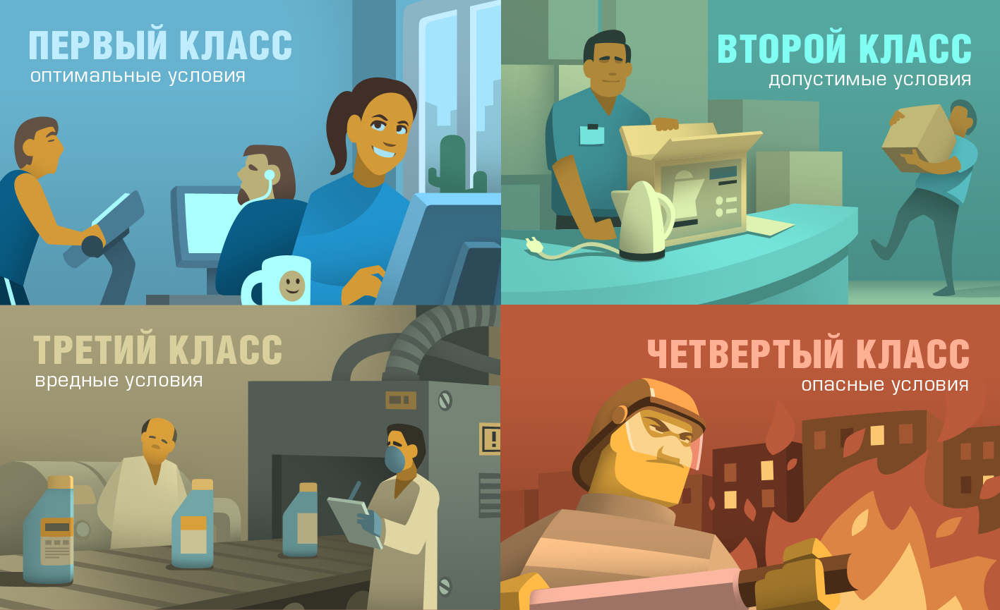 ПЕРВЫЙ КЛАСС
оптимальные условия
ВТОРОЙ КЛАСС
допустимые условия
ТРЕТИЙ КЛАСС
вредные условия
!
ЧЕТВЕРТЫЙ КЛАСС
опасные условия